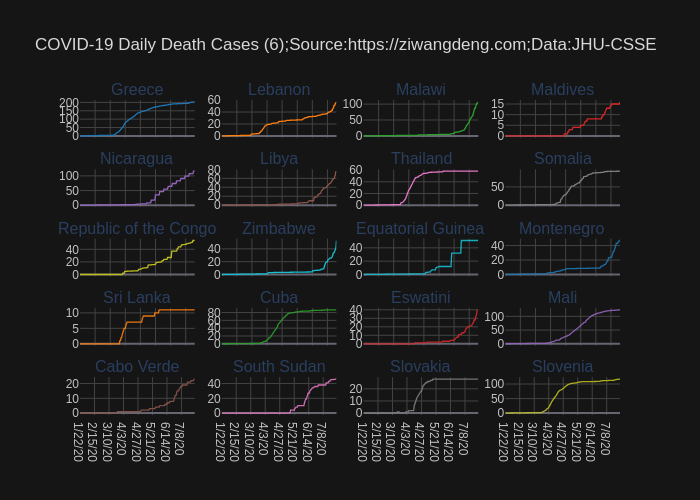 COVID-19 Daily Death Cases (6);Source:https://ziwangdeng.com;Data:JHU-CSSE
Greece Lebanon Malawi Maldives
200 150 100 50 0
60 40 20 0
100 50 0
15 10 5 0
Nicaragua Libya Thailand Somalia
100 50 0
80 60 40 20 0
60 40 20 0
50 0
Republic of the Congo Zimbabwe Equatorial Guinea Montenegro
40 20 0
40 20 0
40 20 0
40 20 0
Sri Lanka Cuba Eswatini Mali
10 5 0
80 60 40 20 0
40 30 20 10 0
100 50 0
Cabo Verde South Sudan Slovakia Slovenia
20 10 0
40 20 0
20 10 0
100 50 0
1/22/20 2/15/20 3/10/20 4/3/20 4/27/20 5/21/20 6/14/20 7/8/20
1/22/20 2/15/20 3/10/20 4/3/20 4/27/20 5/21/20 6/14/20 7/8/20
1/22/20 2/15/20 3/10/20 4/3/20 4/27/20 5/21/20 6/14/20 7/8/20
1/22/20 2/15/20 3/10/20 4/3/20 4/27/20 5/21/20 6/14/20 7/8/20